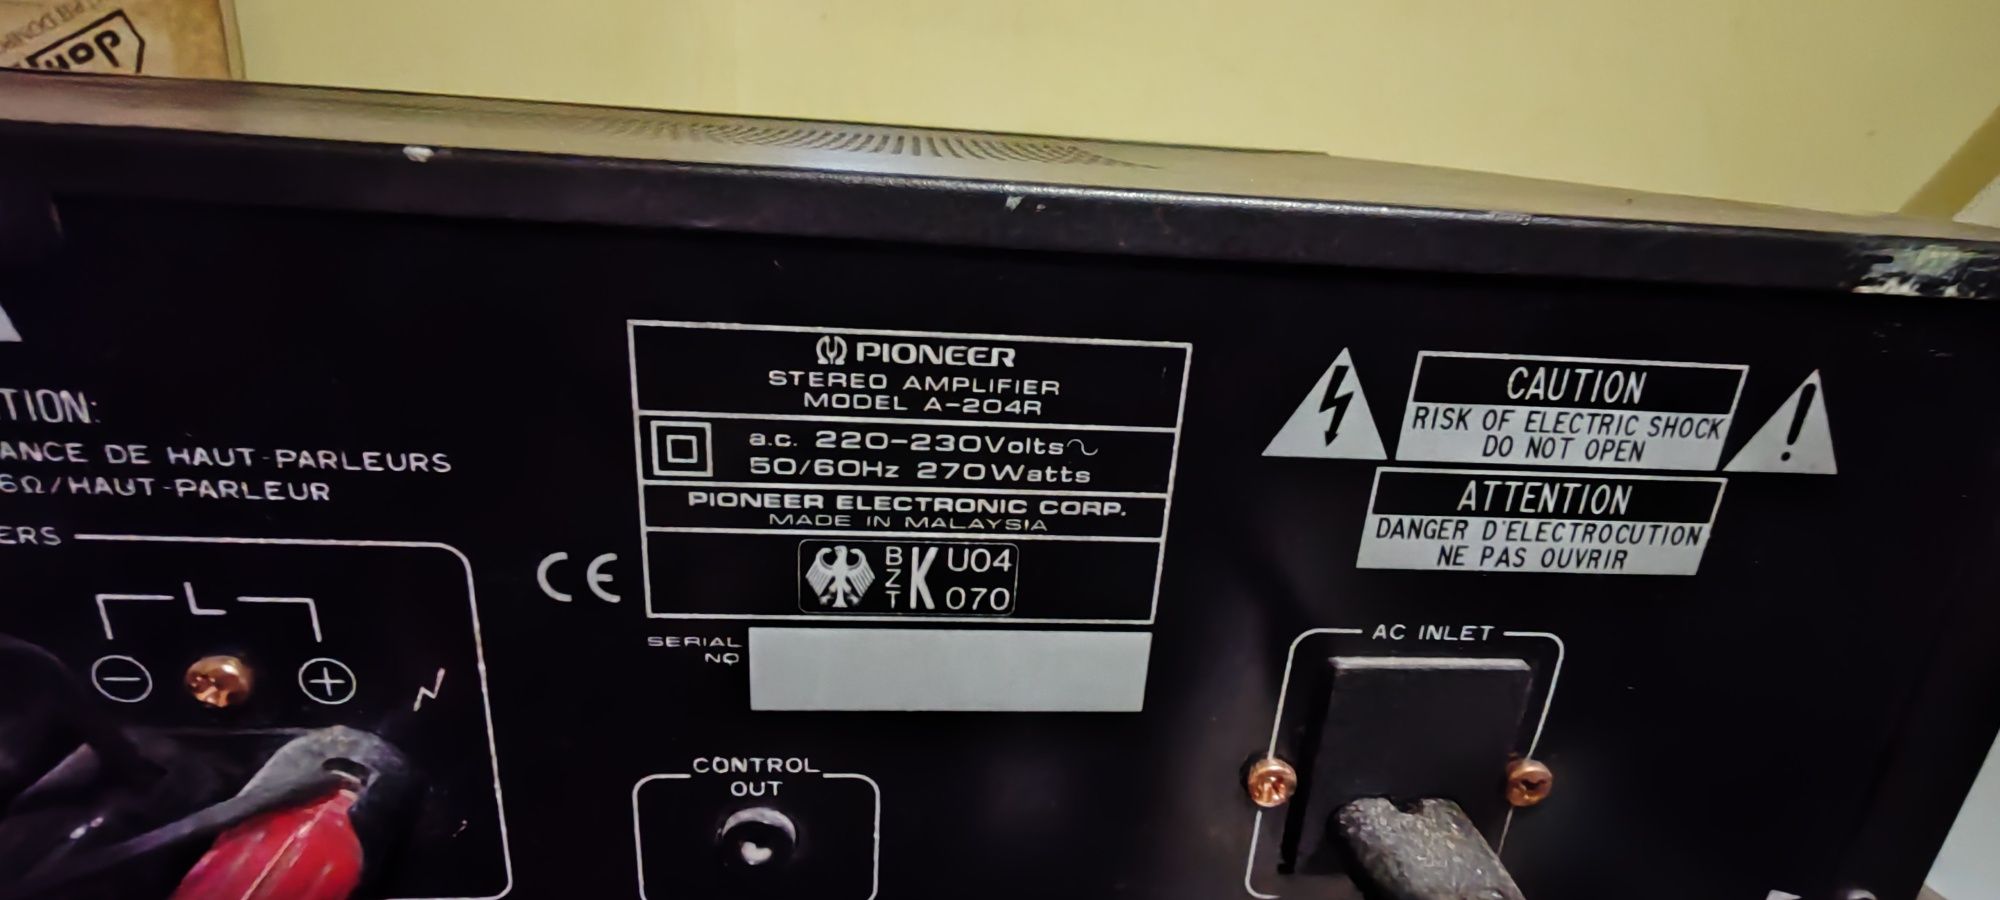 TION:
ANCE DE HAUT-PARLEURS
6Ω/HAUT-PARLEUR
ERS
L
− +
PIONEER
STEREO AMPLIFIER
MODEL A-204R
a.c. 220-230Volts~
50/60Hz 270Watts
PIONEER ELECTRONIC CORP.
MADE IN MALAYSIA
BZT K U04
070
CE
SERIAL
NO
CONTROL
OUT
CAUTION
RISK OF ELECTRIC SHOCK
DO NOT OPEN
ATTENTION
DANGER D'ELECTROCUTION
NE PAS OUVRIR
AC INLET